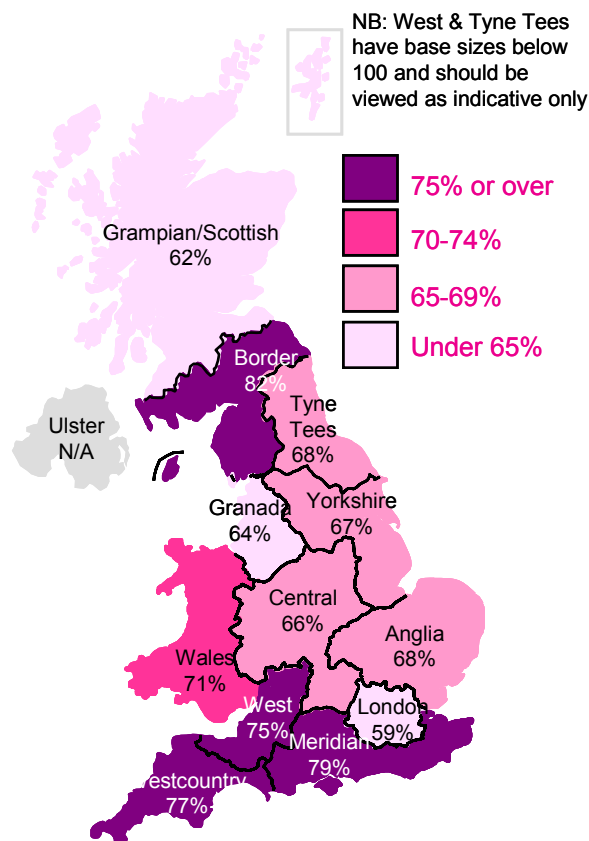 NB: West & Tyne Tees
have base sizes below
100 and should be
viewed as indicative only
75% or over
70-74%
65-69%
Under 65%
Grampian/Scottish
62%
Border
82%
Ulster
N/A
Tyne
Tees
68%
Granada
64%
Yorkshire
67%
Central
66%
Anglia
68%
Wales
71%
West
75%
London
59%
Meridian
79%
Westcountry
77%